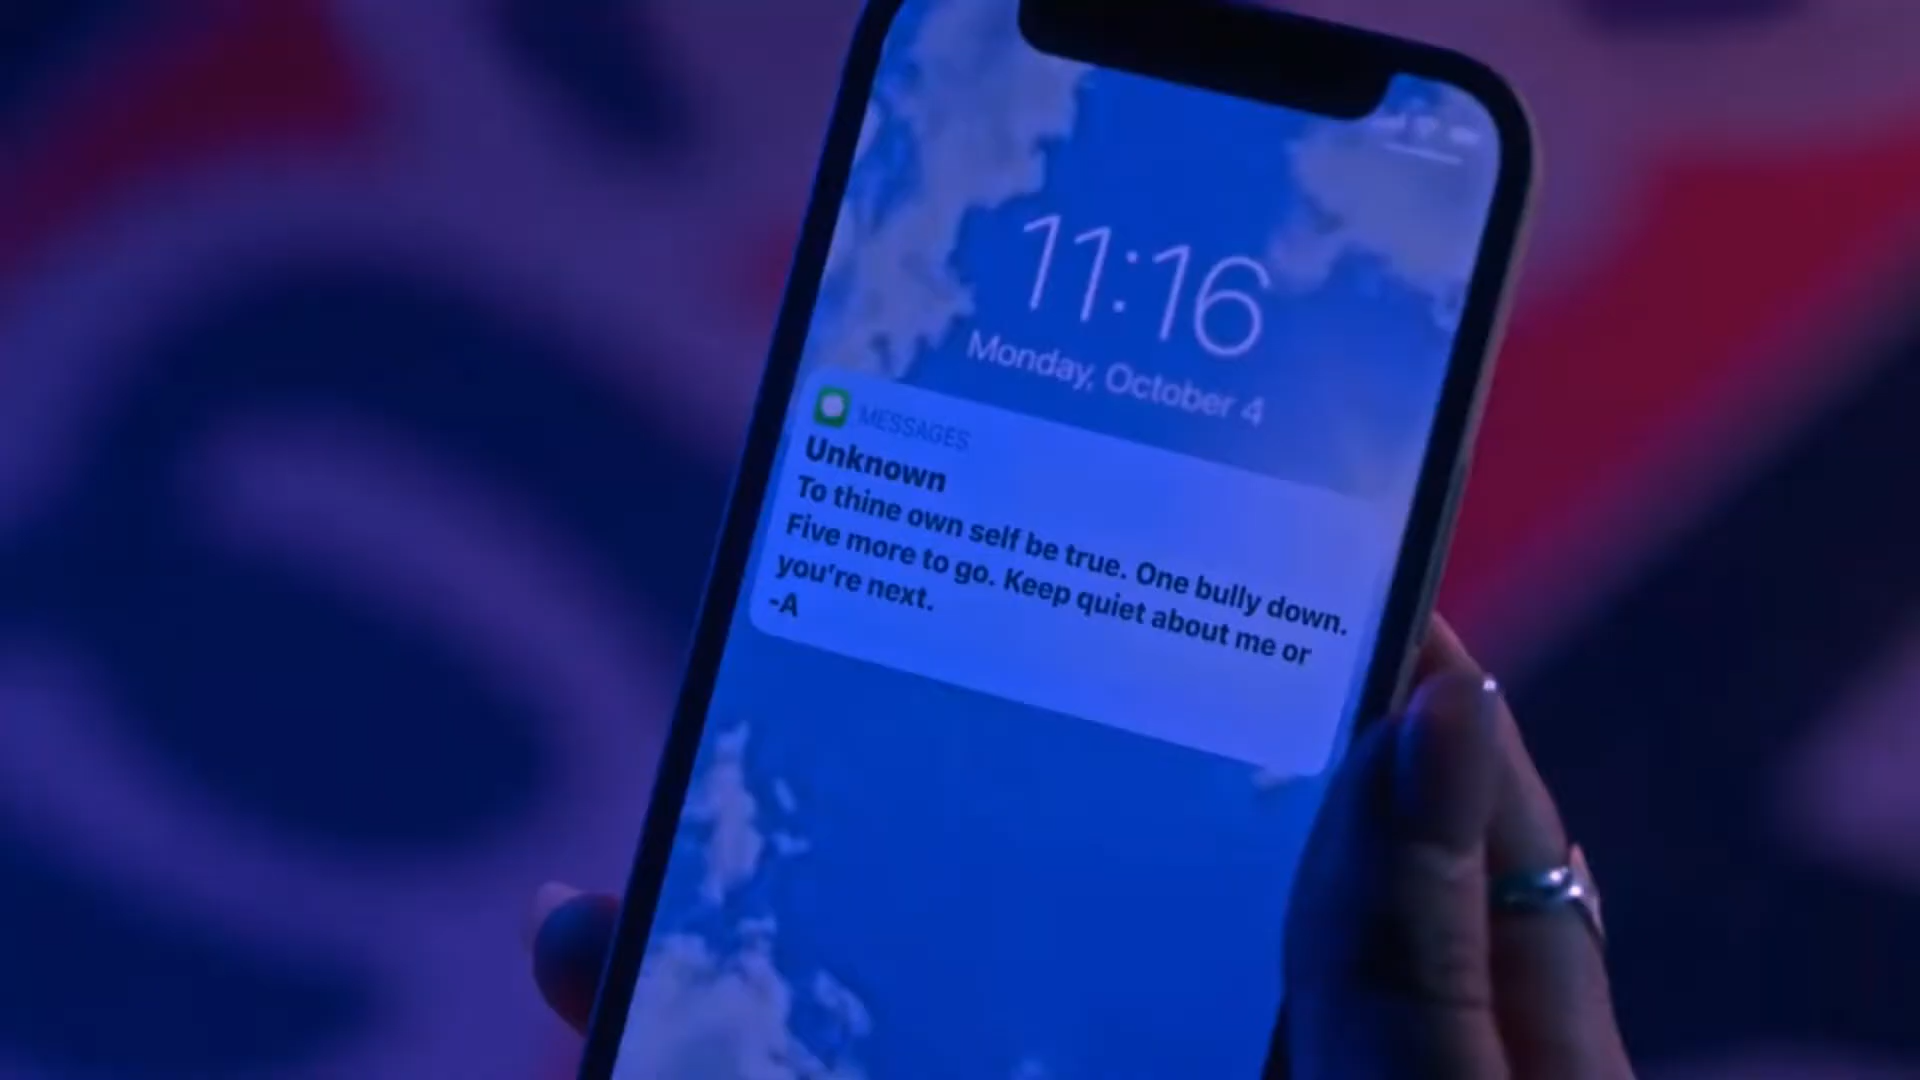 11:16
Monday, October 4
MESSAGES
Unknown
To thine own self be true. One bully down.
Five more to go. Keep quiet about me or
you're next.
-A